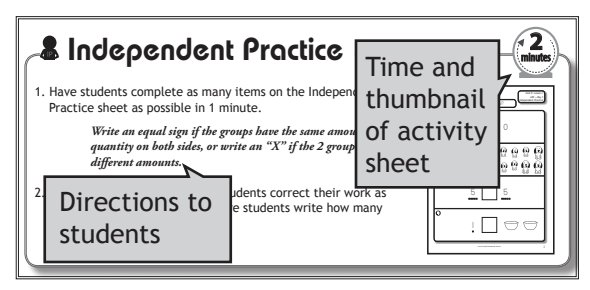 Independent Practice
2
minutes
1. Have students complete as many items on the Indepen
Practice sheet as possible in 1 minute.
Write an equal sign if the groups have the same amou
quantity on both sides, or write an “X” if the 2 group
different amounts.
2. udents correct their work as
e students write how many
Time and
thumbnail
of activity
sheet
Directions to
students
0
5 5